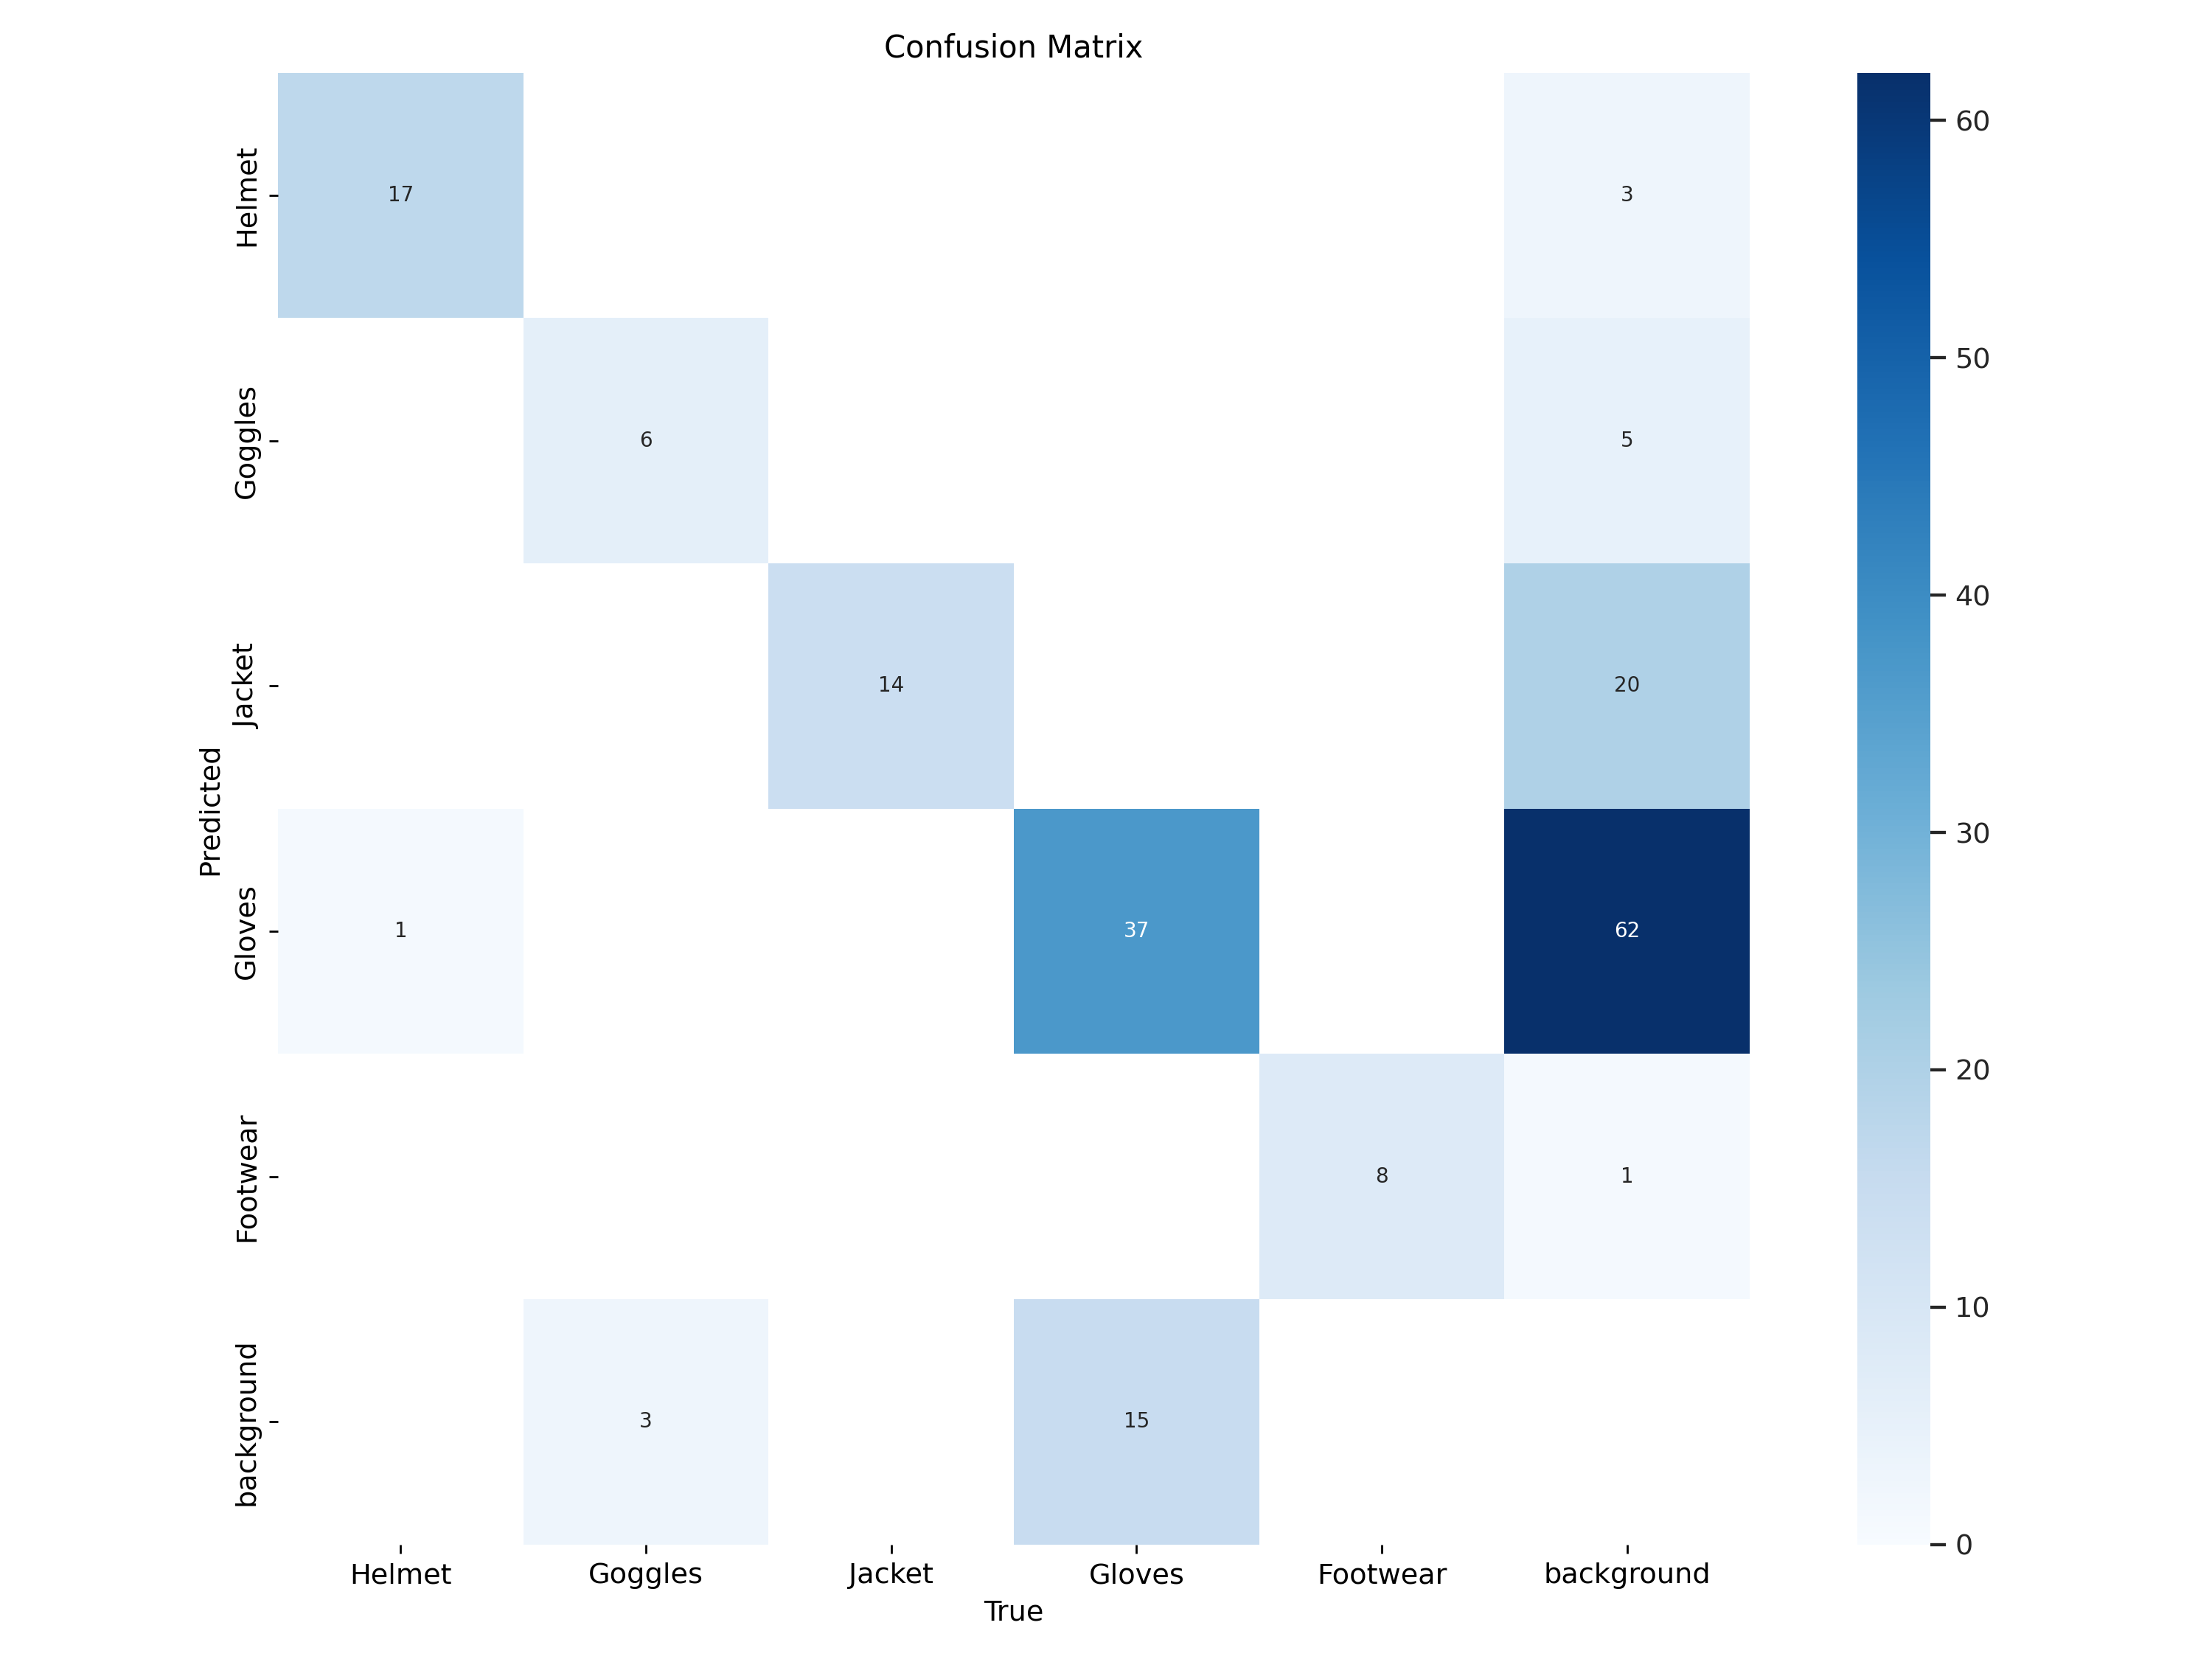 Confusion Matrix
Helmet
17
3
60
Goggles
6
5
50
Jacket
14
20
40
Predicted
Gloves
1
37
62
30
Footwear
8
1
20
background
3
15
10
0
Helmet Goggles Jacket Gloves Footwear background
True